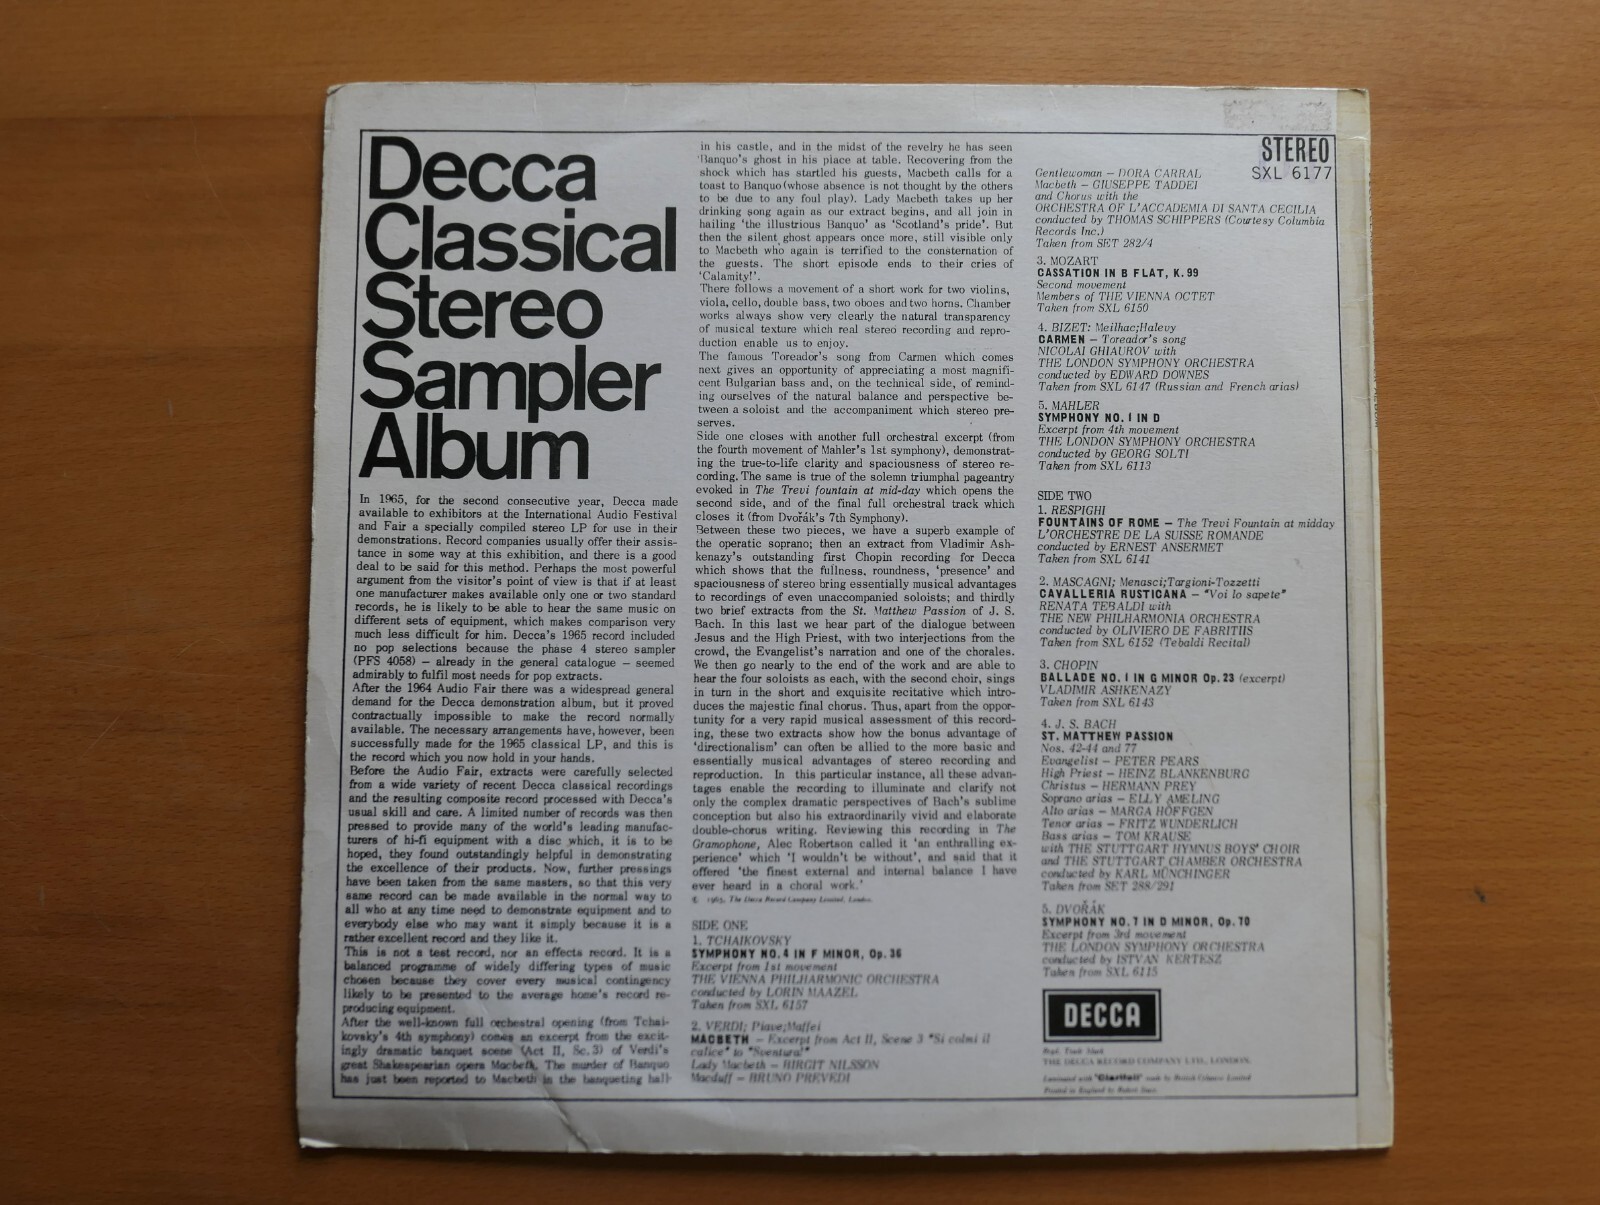 Decca
Classical
Stereo
Sampler
Album
In 1965, for the second consecutive year, Decca made
available to exhibitors at the International Audio Festival
and Fair a specially compiled stereo LP for use in their
demonstrations. Record companies usually offer their assis-
tance in some way at this exhibition, and there is a good
deal to be said for this method. Perhaps the most powerful
argument from the visitor's point of view is that if at least
one manufacturer makes available only one or two standard
records, he is likely to be able to hear the same music on
different sets of equipment, which makes comparison very
much less difficult for him. Decca's 1965 record included
no pop selections because the phase 4 stereo sampler
(PFS 4058) – already in the general catalogue – seemed
admirably to fulfil most needs for pop extracts.
After the 1964 Audio Fair there was a widespread general
demand for the Decca demonstration album, but it proved
contractually impossible to make the record normally
available. The necessary arrangements have, however, been
successfully made for the 1965 classical LP, and this is
the record which you now hold in your hands.
Before the Audio Fair, extracts were carefully selected
from a wide variety of recent Decca classical recordings
and the resulting composite record processed with Decca's
usual skill and care. A limited number of records was then
pressed to provide many of the world's leading manufac-
turers of hi-fi equipment with a disc which, it is to be
hoped, they found outstandingly helpful in demonstrating
the excellence of their products. Now, further pressings
have been taken from the same masters, so that this very
same record can be made available in the normal way to
all who at any time need to demonstrate equipment and to
everybody else who may want it simply because it is a
rather excellent record and they like it.
This is not a test record, nor an effects record. It is a
balanced programme of widely differing types of music
chosen because they cover every musical contingency
likely to be presented to the average home's record re-
producing equipment.
After the well-known full orchestral opening (from Tchai-
kovsky's 4th symphony) comes an excerpt from the excit-
ingly dramatic banquet scene (Act II, Sc.3) of Verdi's
great Shakespearian opera Macbeth. The murder of Banquo
has just been reported to Macbeth in the banqueting hall
in his castle, and in the midst of the revelry he has seen
'Banquo's ghost in his place at table. Recovering from the
shock which has startled his guests, Macbeth calls for a
toast to Banquo (whose absence is not thought by the others
to be due to any foul play). Lady Macbeth takes up her
drinking song again as our extract begins, and all join in
hailing 'the illustrious Banquo' as 'Scotland's pride'. But
then the silent ghost appears once more, still visible only
to Macbeth who again is terrified to the consternation of
the guests. The short episode ends to their cries of
'Calamity!'.
There follows a movement of a short work for two violins,
viola, cello, double bass, two oboes and two horns. Chamber
works always show very clearly the natural transparency
of musical texture which real stereo recording and repro-
duction enable us to enjoy.
The famous Toreador's song from Carmen which comes
next gives an opportunity of appreciating a most magnifi-
cent Bulgarian bass and, on the technical side, of remind-
ing ourselves of the natural balance and perspective be-
tween a soloist and the accompaniment which stereo pre-
serves.
Side one closes with another full orchestral excerpt (from
the fourth movement of Mahler's 1st symphony), demonstrat-
ing the true-to-life clarity and spaciousness of stereo re-
cording. The same is true of the solemn triumphal pageantry
evoked in The Trevi fountain at mid-day which opens the
second side, and of the final full orchestral track which
closes it (from Dvořák's 7th Symphony).
Between these two pieces, we have a superb example of
the operatic soprano; then an extract from Vladimir Ash-
kenazy's outstanding first Chopin recording for Decca
which shows that the fullness, roundness, 'presence' and
spaciousness of stereo bring essentially musical advantages
to recordings of even unaccompanied soloists; and thirdly
two brief extracts from the St. Matthew Passion of J. S.
Bach. In this last we hear part of the dialogue between
Jesus and the High Priest, with two interjections from the
crowd, the Evangelist's narration and one of the chorales.
We then go nearly to the end of the work and are able to
hear the four soloists as each, with the second choir, sings
in turn in the short and exquisite recitative which intro-
duces the majestic final chorus. Thus, apart from the oppor-
tunity for a very rapid musical assessment of this record-
ing, these two extracts show how the bonus advantage of
'directionalism' can often be allied to the more basic and
essentially musical advantages of stereo recording and
reproduction. In this particular instance, all these advan-
tages enable the recording to illuminate and clarify not
only the complex dramatic perspectives of Bach's sublime
conception but also his extraordinarily vivid and elaborate
double-chorus writing. Reviewing this recording in The
Gramophone, Alec Robertson called it 'an enthralling ex-
perience' which 'I wouldn't be without', and said that it
offered 'the finest external and internal balance I have
ever heard in a choral work.'
© 1965, The Decca Record Company Limited, London.
SIDE ONE
1. TCHAIKOVSKY
SYMPHONY NO.4 IN F MINOR, Op.36
Excerpt from 1st movement
THE VIENNA PHILHARMONIC ORCHESTRA
conducted by LORIN MAAZEL
Taken from SXL 6157
2. VERDI; Piave;Maffei
MACBETH – Excerpt from Act II, Scene 3 "Si colmi il
calice" to "Sventura!"
Lady Macbeth – BIRGIT NILSSON
Macduff – BRUNO PREVEDI
STEREO
SXL 6177
Gentlewoman – DORA CARRAL
Macbeth – GIUSEPPE TADDEI
and Chorus with the
ORCHESTRA OF L'ACCADEMIA DI SANTA CECILIA
conducted by THOMAS SCHIPPERS (Courtesy Columbia
Records Inc.)
Taken from SET 282/4
3. MOZART
CASSATION IN B FLAT, K.99
Second movement
Members of THE VIENNA OCTET
Taken from SXL 6150
4. BIZET: Meilhac;Halevy
CARMEN – Toreador's song
NICOLAI GHIAUROV with
THE LONDON SYMPHONY ORCHESTRA
conducted by EDWARD DOWNES
Taken from SXL 6147 (Russian and French arias)
5. MAHLER
SYMPHONY NO.1 IN D
Excerpt from 4th movement
THE LONDON SYMPHONY ORCHESTRA
conducted by GEORG SOLTI
Taken from SXL 6113
SIDE TWO
1. RESPIGHI
FOUNTAINS OF ROME – The Trevi Fountain at midday
L'ORCHESTRE DE LA SUISSE ROMANDE
conducted by ERNEST ANSERMET
Taken from SXL 6141
2. MASCAGNI; Menasci;Targioni-Tozzetti
CAVALLERIA RUSTICANA – "Voi lo sapete"
RENATA TEBALDI with
THE NEW PHILHARMONIA ORCHESTRA
conducted by OLIVIERO DE FABRITIIS
Taken from SXL 6152 (Tebaldi Recital)
3. CHOPIN
BALLADE NO.1 IN G MINOR Op.23 (excerpt)
VLADIMIR ASHKENAZY
Taken from SXL 6143
4. J. S. BACH
ST. MATTHEW PASSION
Nos. 42-44 and 77
Evangelist – PETER PEARS
High Priest – HEINZ BLANKENBURG
Christus – HERMANN PREY
Soprano arias – ELLY AMELING
Alto arias – MARGA HÖFFGEN
Tenor arias – FRITZ WUNDERLICH
Bass arias – TOM KRAUSE
with THE STUTTGART HYMNUS BOYS' CHOIR
and THE STUTTGART CHAMBER ORCHESTRA
conducted by KARL MÜNCHINGER
Taken from SET 288/291
5. DVOŘÁK
SYMPHONY NO.7 IN D MINOR, Op.70
Excerpt from 3rd movement
THE LONDON SYMPHONY ORCHESTRA
conducted by ISTVAN KERTESZ
Taken from SXL 6115
DECCA
Regd. Trade Mark
THE DECCA RECORD COMPANY LTD., LONDON.
Laminated with "Clarifoil" made by British Celanese Limited
Printed in England by Robert Stace